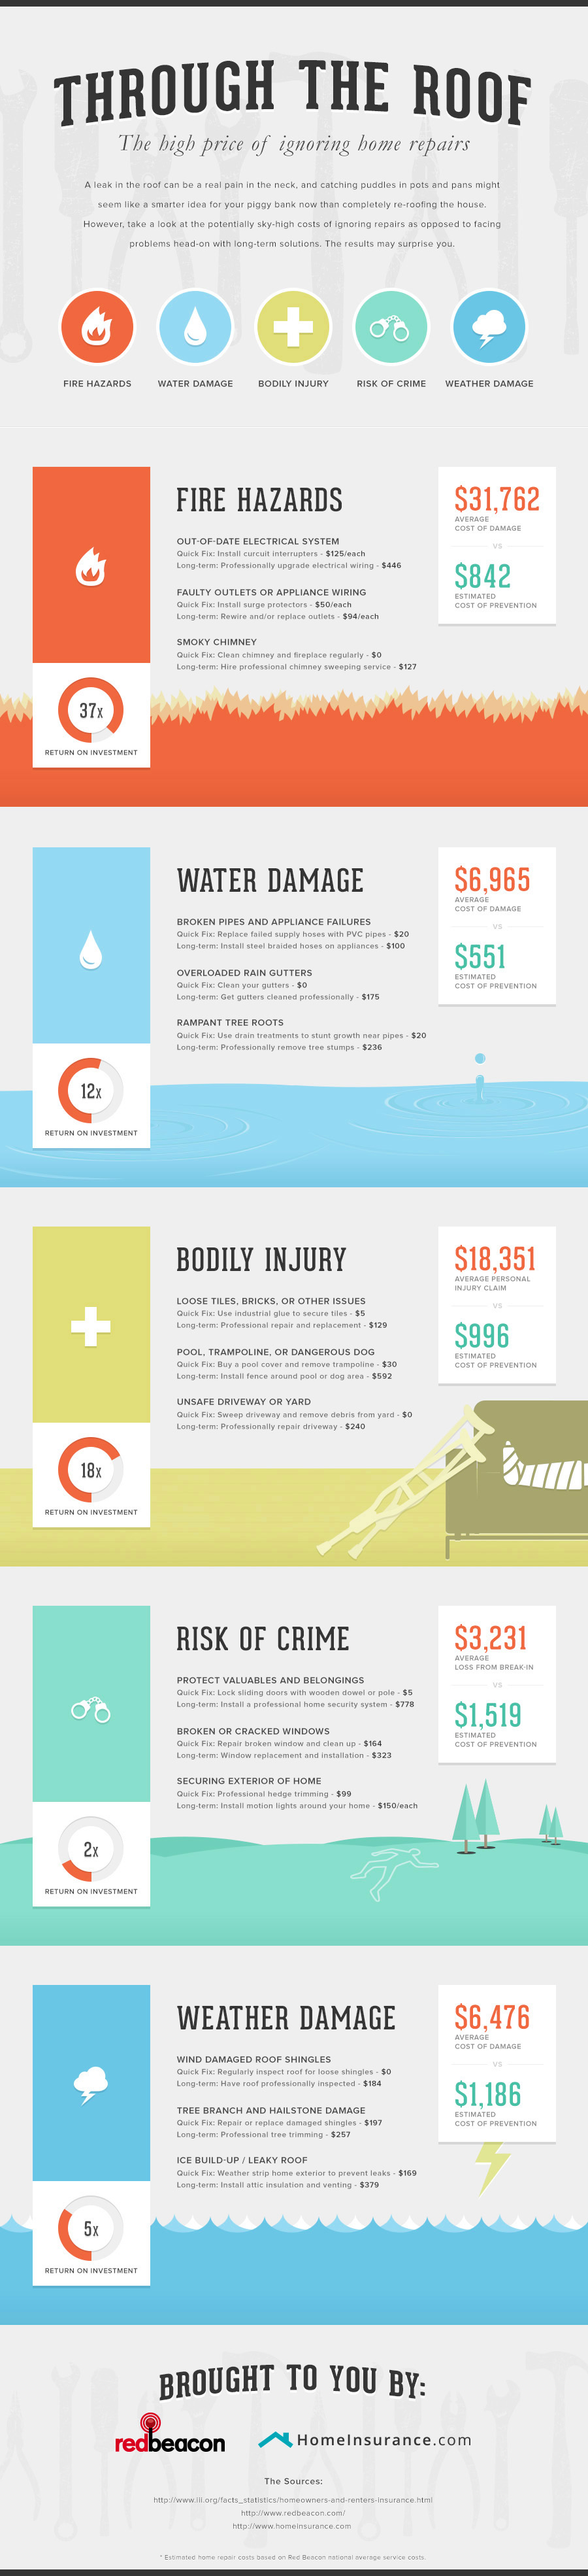 THROUGH THE ROOF
The high price of ignoring home repairs
A leak in the roof can be a real pain in the neck, and catching puddles in pots and pans might
seem like a smarter idea for your piggy bank now than completely re-roofing the house.
However, take a look at the potentially sky-high costs of ignoring repairs as opposed to facing
problems head-on with long-term solutions. The results may surprise you.
FIRE HAZARDS
WATER DAMAGE
BODILY INJURY
RISK OF CRIME
WEATHER DAMAGE
FIRE HAZARDS
OUT-OF-DATE ELECTRICAL SYSTEM
Quick Fix: Install curcuit interrupters - $125/each
Long-term: Professionally upgrade electrical wiring - $446
FAULTY OUTLETS OR APPLIANCE WIRING
Quick Fix: Install surge protectors - $50/each
Long-term: Rewire and/or replace outlets - $94/each
SMOKY CHIMNEY
Quick Fix: Clean chimney and fireplace regularly - $0
Long-term: Hire professional chimney sweeping service - $127
$31,762
AVERAGE
COST OF DAMAGE
VS
$842
ESTIMATED
COST OF PREVENTION
37x
RETURN ON INVESTMENT
WATER DAMAGE
BROKEN PIPES AND APPLIANCE FAILURES
Quick Fix: Replace failed supply hoses with PVC pipes - $20
Long-term: Install steel braided hoses on appliances - $100
OVERLOADED RAIN GUTTERS
Quick Fix: Clean your gutters - $0
Long-term: Get gutters cleaned professionally - $175
RAMPANT TREE ROOTS
Quick Fix: Use drain treatments to stunt growth near pipes - $20
Long-term: Professionally remove tree stumps - $236
$6,965
AVERAGE
COST OF DAMAGE
VS
$551
ESTIMATED
COST OF PREVENTION
12x
RETURN ON INVESTMENT
BODILY INJURY
LOOSE TILES, BRICKS, OR OTHER ISSUES
Quick Fix: Use industrial glue to secure tiles - $5
Long-term: Professional repair and replacement - $129
POOL, TRAMPOLINE, OR DANGEROUS DOG
Quick Fix: Buy a pool cover and remove trampoline - $30
Long-term: Install fence around pool or dog area - $592
UNSAFE DRIVEWAY OR YARD
Quick Fix: Sweep driveway and remove debris from yard - $0
Long-term: Professionally repair driveway - $240
$18,351
AVERAGE PERSONAL
INJURY CLAIM
VS
$996
ESTIMATED
COST OF PREVENTION
18x
RETURN ON INVESTMENT
RISK OF CRIME
PROTECT VALUABLES AND BELONGINGS
Quick Fix: Lock sliding doors with wooden dowel or pole - $5
Long-term: Install a professional home security system - $778
BROKEN OR CRACKED WINDOWS
Quick Fix: Repair broken window and clean up - $164
Long-term: Window replacement and installation - $323
SECURING EXTERIOR OF HOME
Quick Fix: Professional hedge trimming - $99
Long-term: Install motion lights around your home - $150/each
$3,231
AVERAGE
LOSS FROM BREAK-IN
VS
$1,519
ESTIMATED
COST OF PREVENTION
2x
RETURN ON INVESTMENT
WEATHER DAMAGE
WIND DAMAGED ROOF SHINGLES
Quick Fix: Regularly inspect roof for loose shingles - $0
Long-term: Have roof professionally inspected - $184
TREE BRANCH AND HAILSTONE DAMAGE
Quick Fix: Repair or replace damaged shingles - $197
Long-term: Professional tree trimming - $257
ICE BUILD-UP / LEAKY ROOF
Quick Fix: Weather strip home exterior to prevent leaks - $169
Long-term: Install attic insulation and venting - $379
$6,476
AVERAGE
COST OF DAMAGE
VS
$1,186
ESTIMATED
COST OF PREVENTION
5x
RETURN ON INVESTMENT
BROUGHT TO YOU BY:
redbeacon
HomeInsurance.com
The Sources:
http://www.iii.org/facts_statistics/homeowners-and-renters-insurance.html
http://www.redbeacon.com/
http://www.homeinsurance.com
* Estimated home repair costs based on Red Beacon national average service costs.